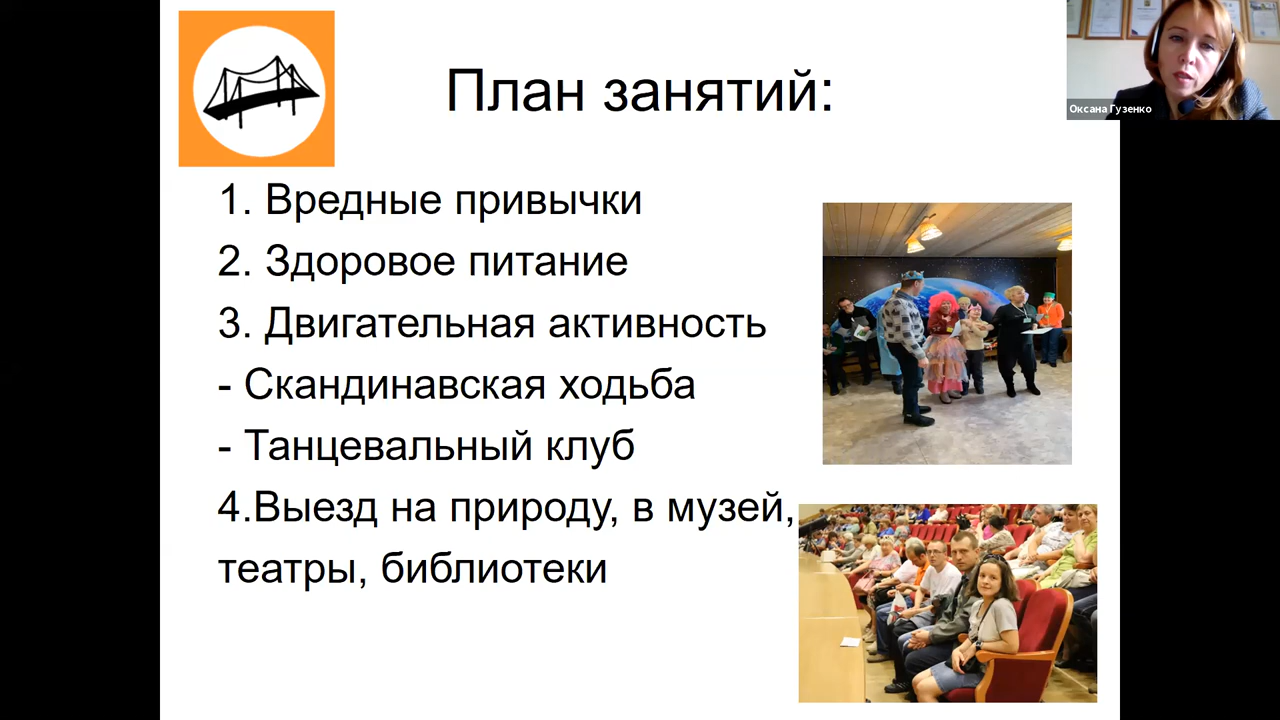 План занятий:
Оксана Гузенко
1. Вредные привычки
2. Здоровое питание
3. Двигательная активность
- Скандинавская ходьба
- Танцевальный клуб
4.Выезд на природу, в музей,
театры, библиотеки